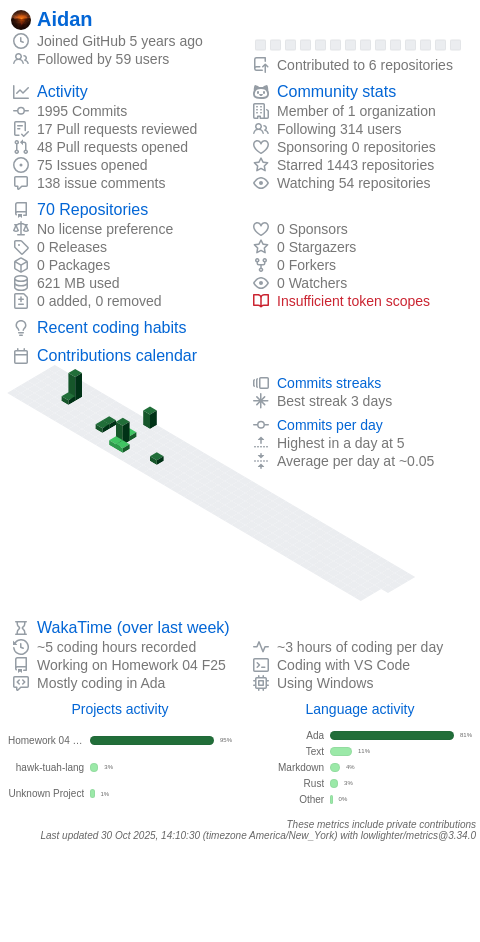 Aidan
Joined GitHub 5 years ago
Followed by 59 users
Contributed to 6 repositories
Activity
1995 Commits
17 Pull requests reviewed
48 Pull requests opened
75 Issues opened
138 issue comments
Community stats
Member of 1 organization
Following 314 users
Sponsoring 0 repositories
Starred 1443 repositories
Watching 54 repositories
70 Repositories
No license preference
0 Releases
0 Packages
621 MB used
0 added, 0 removed
0 Sponsors
0 Stargazers
0 Forkers
0 Watchers
Insufficient token scopes
Recent coding habits
Contributions calendar
Commits streaks
Best streak 3 days
Commits per day
Highest in a day at 5
Average per day at ~0.05
WakaTime (over last week)
~5 coding hours recorded
Working on Homework 04 F25
Mostly coding in Ada
~3 hours of coding per day
Coding with VS Code
Using Windows
Projects activity
Homework 04 ... 95%
hawk-tuah-lang 3%
Unknown Project 1%
Language activity
Ada 81%
Text 11%
Markdown 4%
Rust 3%
Other 0%
These metrics include private contributions
Last updated 30 Oct 2025, 14:10:30 (timezone America/New_York) with lowlighter/metrics@3.34.0